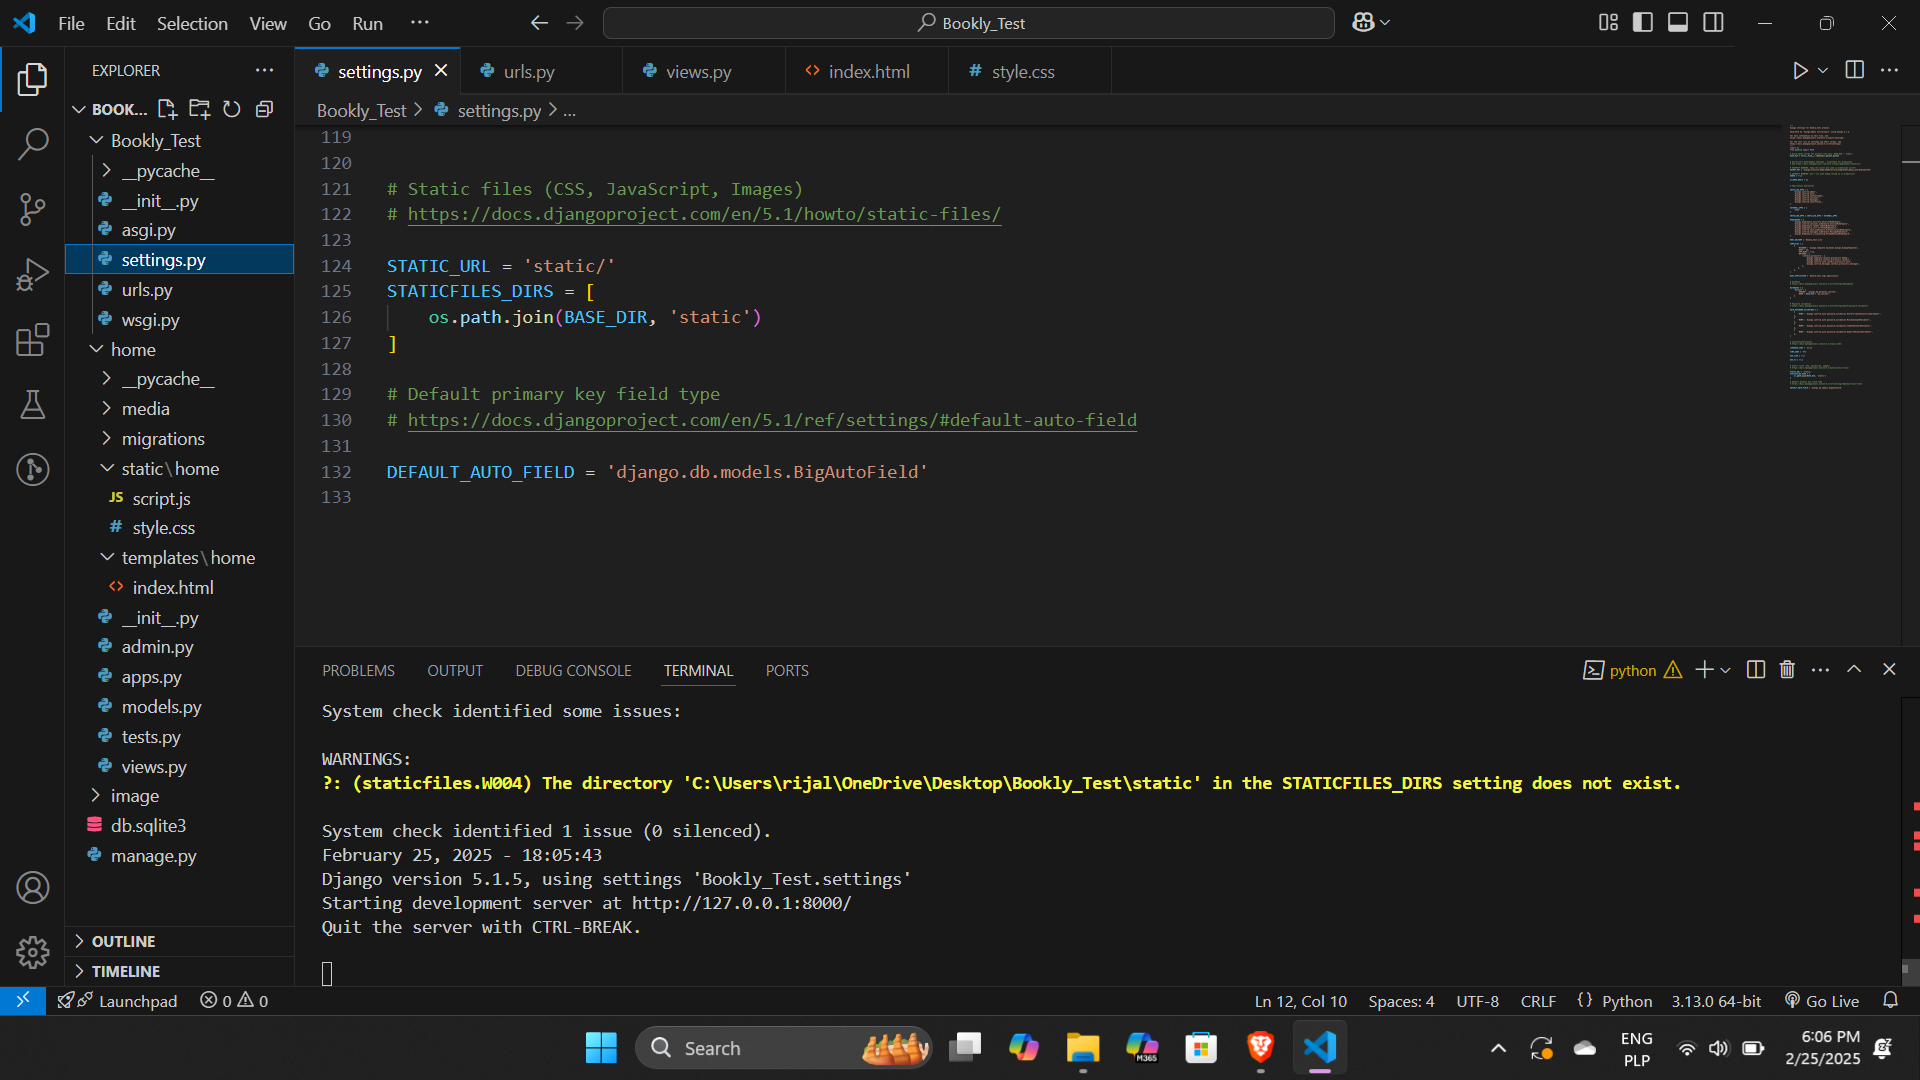 File Edit Selection View Go Run ···
Bookly_Test
EXPLORER
settings.py
urls.py
views.py
index.html
style.css
BOOK...
Bookly_Test > settings.py > ...
Bookly_Test
__pycache__
__init__.py
asgi.py
settings.py
urls.py
wsgi.py
home
__pycache__
media
migrations
static\home
JS script.js
# style.css
templates\home
<> index.html
__init__.py
admin.py
apps.py
models.py
tests.py
views.py
image
db.sqlite3
manage.py
OUTLINE
TIMELINE
119
120
121 # Static files (CSS, JavaScript, Images)
122 # https://docs.djangoproject.com/en/5.1/howto/static-files/
123
124 STATIC_URL = 'static/'
125 STATICFILES_DIRS = [
126 os.path.join(BASE_DIR, 'static')
127 ]
128
129 # Default primary key field type
130 # https://docs.djangoproject.com/en/5.1/ref/settings/#default-auto-field
131
132 DEFAULT_AUTO_FIELD = 'django.db.models.BigAutoField'
133
PROBLEMS OUTPUT DEBUG CONSOLE TERMINAL PORTS
python
System check identified some issues:
WARNINGS:
?: (staticfiles.W004) The directory 'C:\Users\rijal\OneDrive\Desktop\Bookly_Test\static' in the STATICFILES_DIRS setting does not exist.
System check identified 1 issue (0 silenced).
February 25, 2025 - 18:05:43
Django version 5.1.5, using settings 'Bookly_Test.settings'
Starting development server at http://127.0.0.1:8000/
Quit the server with CTRL-BREAK.
Launchpad 0 0
Ln 12, Col 10 Spaces: 4 UTF-8 CRLF {} Python 3.13.0 64-bit Go Live
Search
M365
ENG
PLP
6:06 PM
2/25/2025